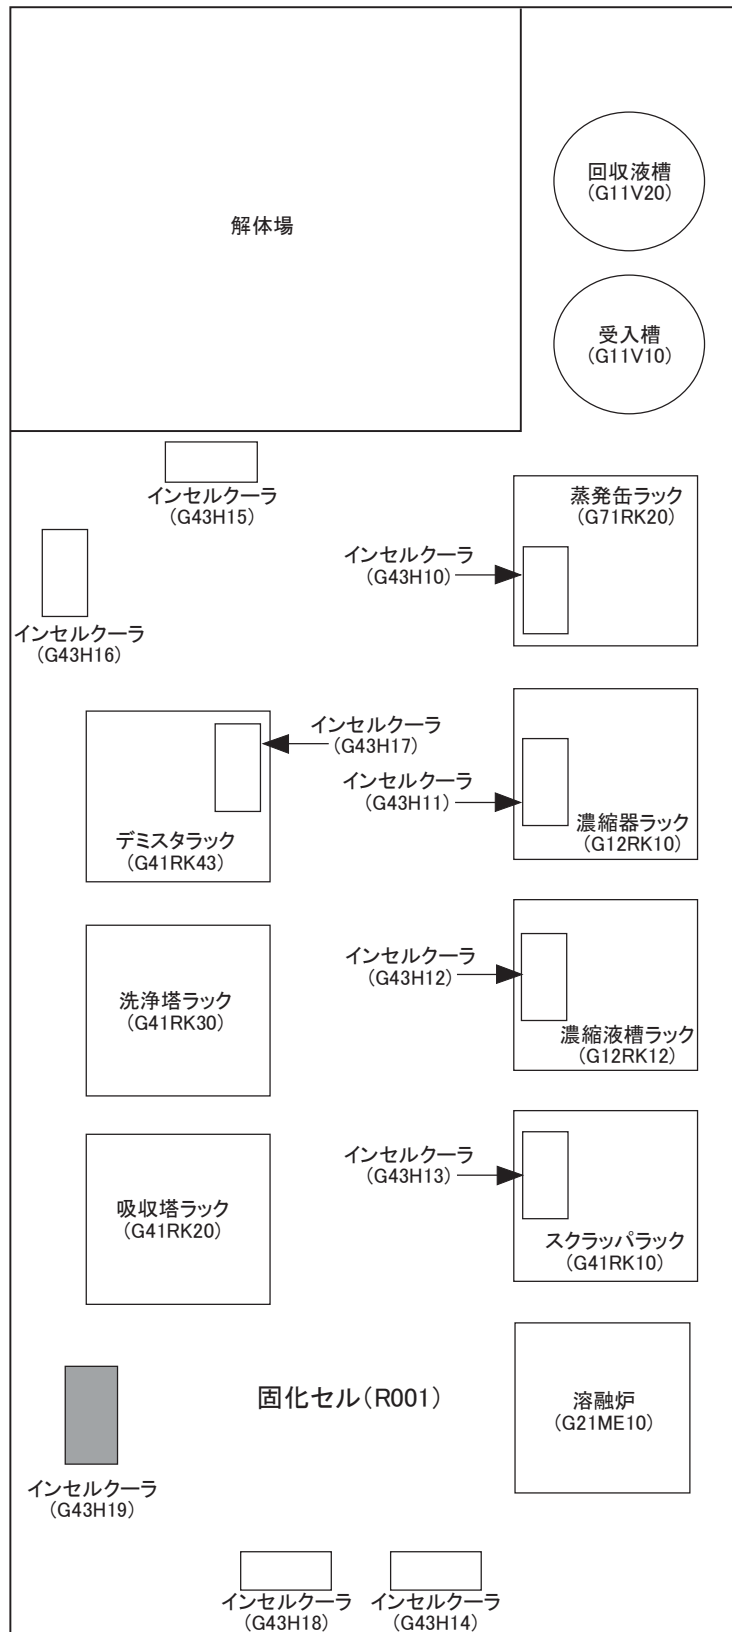 回収液槽
(G11V20)
解体場
受入槽
(G11V10)
インセルクーラ
(G43H15)
蒸発缶ラック
(G71RK20)
インセルクーラ
(G43H10)
インセルクーラ
(G43H16)
インセルクーラ
(G43H17)
インセルクーラ
(G43H11)
濃縮器ラック
(G12RK10)
デミスタラック
(G41RK43)
インセルクーラ
(G43H12)
洗浄塔ラック
(G41RK30)
濃縮液槽ラック
(G12RK12)
インセルクーラ
(G43H13)
吸収塔ラック
(G41RK20)
スクラッパラック
(G41RK10)
固化セル(R001)
溶融炉
(G21ME10)
インセルクーラ
(G43H19)
インセルクーラ
(G43H18)
インセルクーラ
(G43H14)